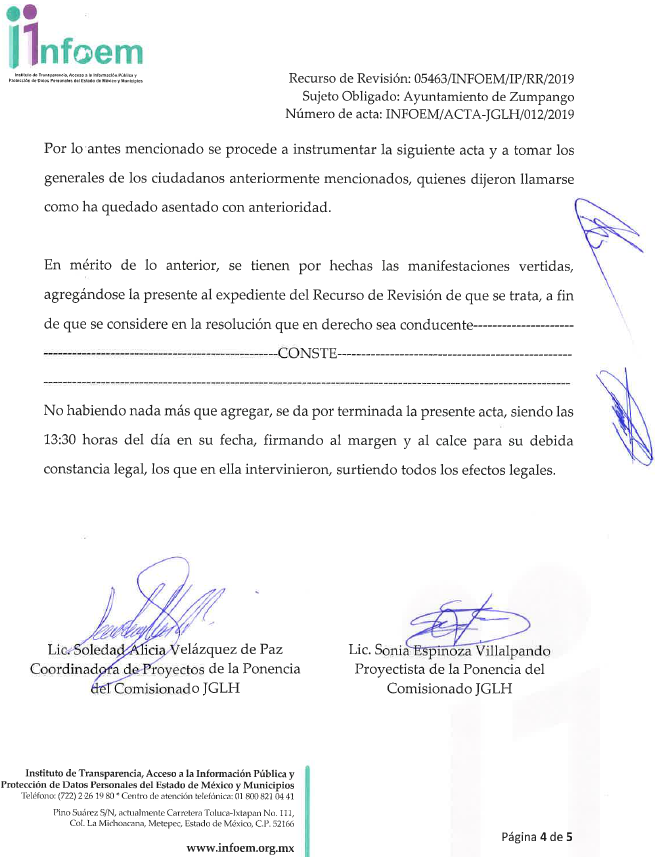 infoem
Instituto de Transparencia, Acceso a la Información Pública y
Protección de Datos Personales del Estado de México y Municipios
Recurso de Revisión: 05463/INFOEM/IP/RR/2019
Sujeto Obligado: Ayuntamiento de Zumpango
Número de acta: INFOEM/ACTA-JGLH/012/2019
Por lo antes mencionado se procede a instrumentar la siguiente acta y a tomar los
generales de los ciudadanos anteriormente mencionados, quienes dijeron llamarse
como ha quedado asentado con anterioridad.
En mérito de lo anterior, se tienen por hechas las manifestaciones vertidas,
agregándose la presente al expediente del Recurso de Revisión de que se trata, a fin
de que se considere en la resolución que en derecho sea conducente---------------------
--------------------------------------------------CONSTE--------------------------------------------------
----------------------------------------------------------------------------------------------------------------
No habiendo nada más que agregar, se da por terminada la presente acta, siendo las
13:30 horas del día en su fecha, firmando al margen y al calce para su debida
constancia legal, los que en ella intervinieron, surtiendo todos los efectos legales.
Lic. Soledad Alicia Velázquez de Paz
Coordinadora de Proyectos de la Ponencia
del Comisionado JGLH
Lic. Sonia Espinoza Villalpando
Proyectista de la Ponencia del
Comisionado JGLH
Instituto de Transparencia, Acceso a la Información Pública y
Protección de Datos Personales del Estado de México y Municipios
Teléfono: (722) 2 26 19 80 * Centro de atención telefónica: 01 800 821 04 41
Pino Suárez S/N, actualmente Carretera Toluca-Ixtapan No. 111,
Col. La Michoacana, Metepec, Estado de México, C.P. 52166
www.infoem.org.mx
Página 4 de 5